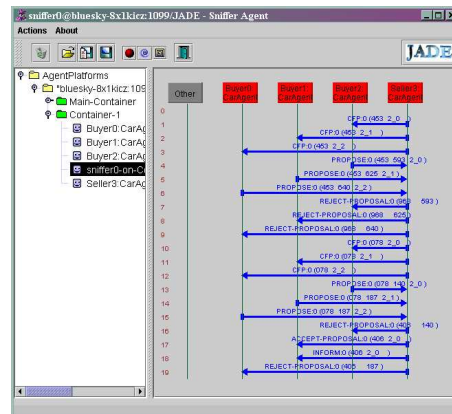 sniffer0@bluesky-8x1kicz:1099/JADE - Sniffer Agent
Actions About
JADE
AgentPlatforms
"bluesky-8x1kicz:109
Main-Container
Container-1
Buyer0:CarAg
Buyer1:CarAg
Buyer2:CarAg
sniffer0-on-Co
Seller3:CarAg
Other
Buyer0 CarAgent
Buyer1 CarAgent
Buyer2 CarAgent
Seller3 CarAgent
0
1 CFP:0 (453 2_0 )
2 CFP:0 (453 2_1 )
3 CFP:0 (453 2_2 )
4 PROPOSE:0 (453 593 2_0 )
5 PROPOSE:0 (453 625 2_1 )
6 PROPOSE:0 (453 640 2_2 )
7 REJECT-PROPOSAL:0 (968 593 )
8 REJECT-PROPOSAL:0 (968 625 )
9 REJECT-PROPOSAL:0 (968 640 )
10 CFP:0 (078 2_0 )
11 CFP:0 (078 2_1 )
12 CFP:0 (078 2_2 )
13 PROPOSE:0 (078 140 2_0 )
14 PROPOSE:0 (078 187 2_1 )
15 PROPOSE:0 (078 187 2_2 )
16 REJECT-PROPOSAL:0 (406 140 )
17 ACCEPT-PROPOSAL:0 (406 2_0 )
18 INFORM:0 (406 2_0 )
19 REJECT-PROPOSAL:0 (406 187 )